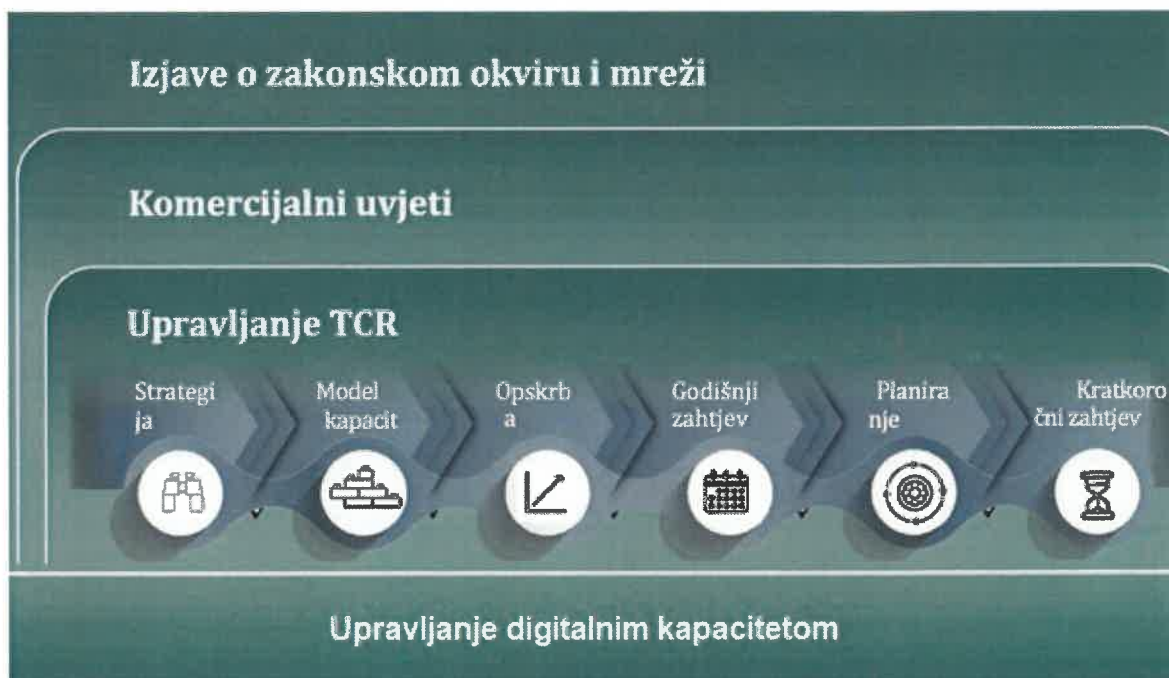 Izjave o zakonskom okviru i mreži
Komercijalni uvjeti
Upravljanje TCR
Strategi
ja
Model
kapacit
Opskrb
a
Godišnji
zahtjev
Planira
nje
Kratkoro
čni zahtjev
Upravljanje digitalnim kapacitetom